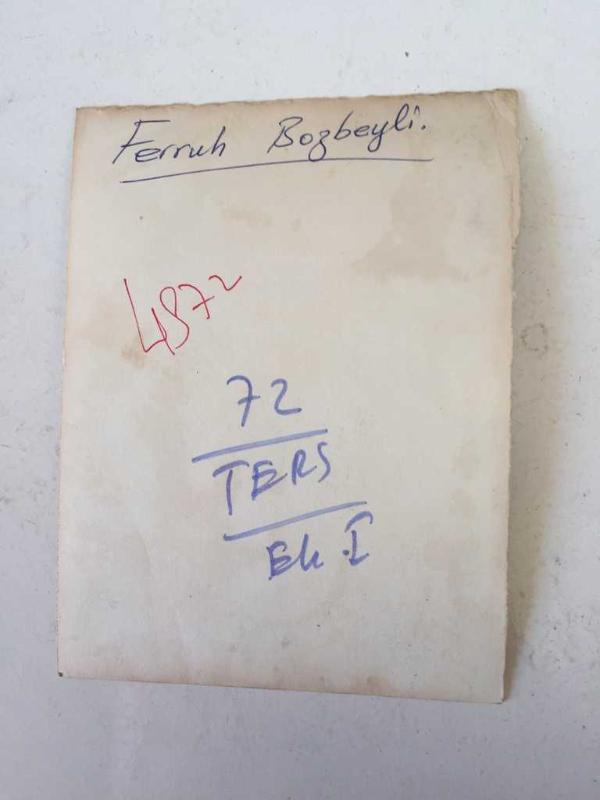 Ferruh Bozbeyli.
4872
72
TERS
Ek. I